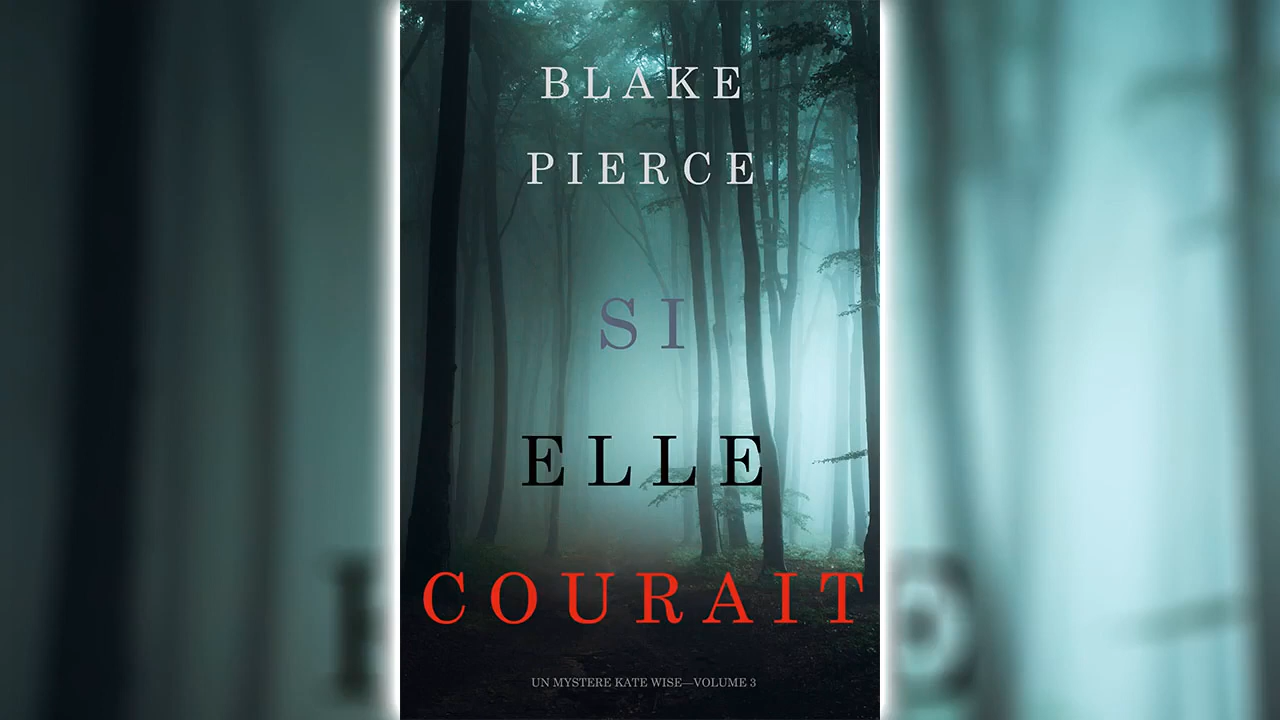 BLAKE
PIERCE
SI
ELLE
COURAIT
UN MYSTERE KATE WISE—VOLUME 3